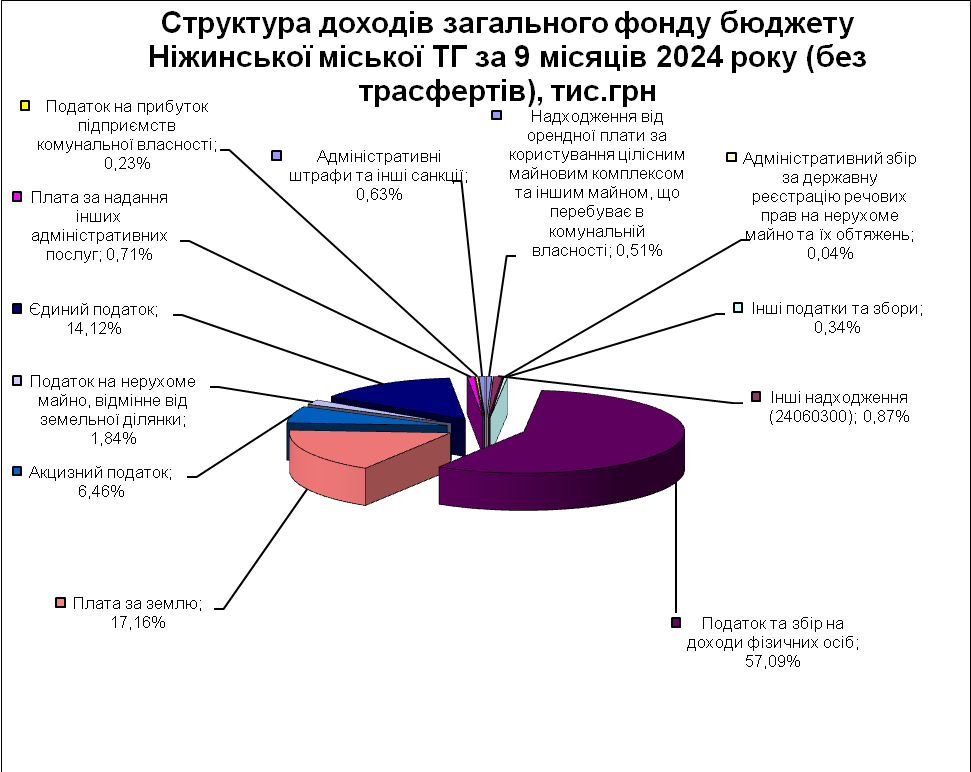 Структура доходів загального фонду бюджету
Ніжинської міської ТГ за 9 місяців 2024 року (без
трасфертів), тис.грн
Податок на прибуток
підприємств
комунальної власності;
0,23%
Адміністративні
штрафи та інші санкції;
0,63%
Надходження від
орендної плати за
користування цілісним
майновим комплексом
та іншим майном, що
перебуває в
комунальній
власності; 0,51%
Адміністративний збір
за державну
реєстрацію речових
прав на нерухоме
майно та їх обтяжень;
0,04%
Плата за надання
інших
адміністративних
послуг; 0,71%
Єдиний податок;
14,12%
Інші податки та збори;
0,34%
Податок на нерухоме
майно, відмінне від
земельної ділянки;
1,84%
Інші надходження
(24060300); 0,87%
Акцизний податок;
6,46%
Плата за землю;
17,16%
Податок та збір на
доходи фізичних осіб;
57,09%